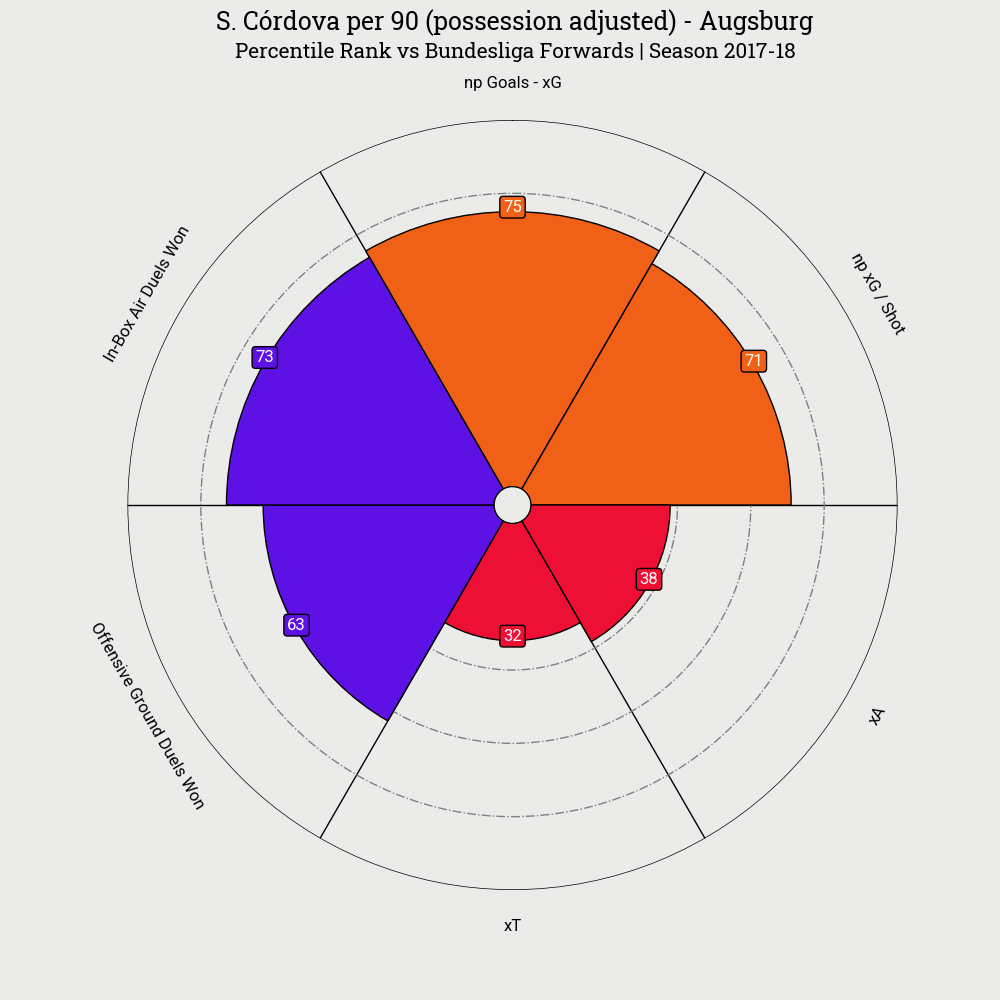 S. Córdova per 90 (possession adjusted) - Augsburg
Percentile Rank vs Bundesliga Forwards | Season 2017-18
np Goals - xG
75
In-Box Air Duels Won
73
np xG / Shot
71
Offensive Ground Duels Won
63
32
38
xA
xT